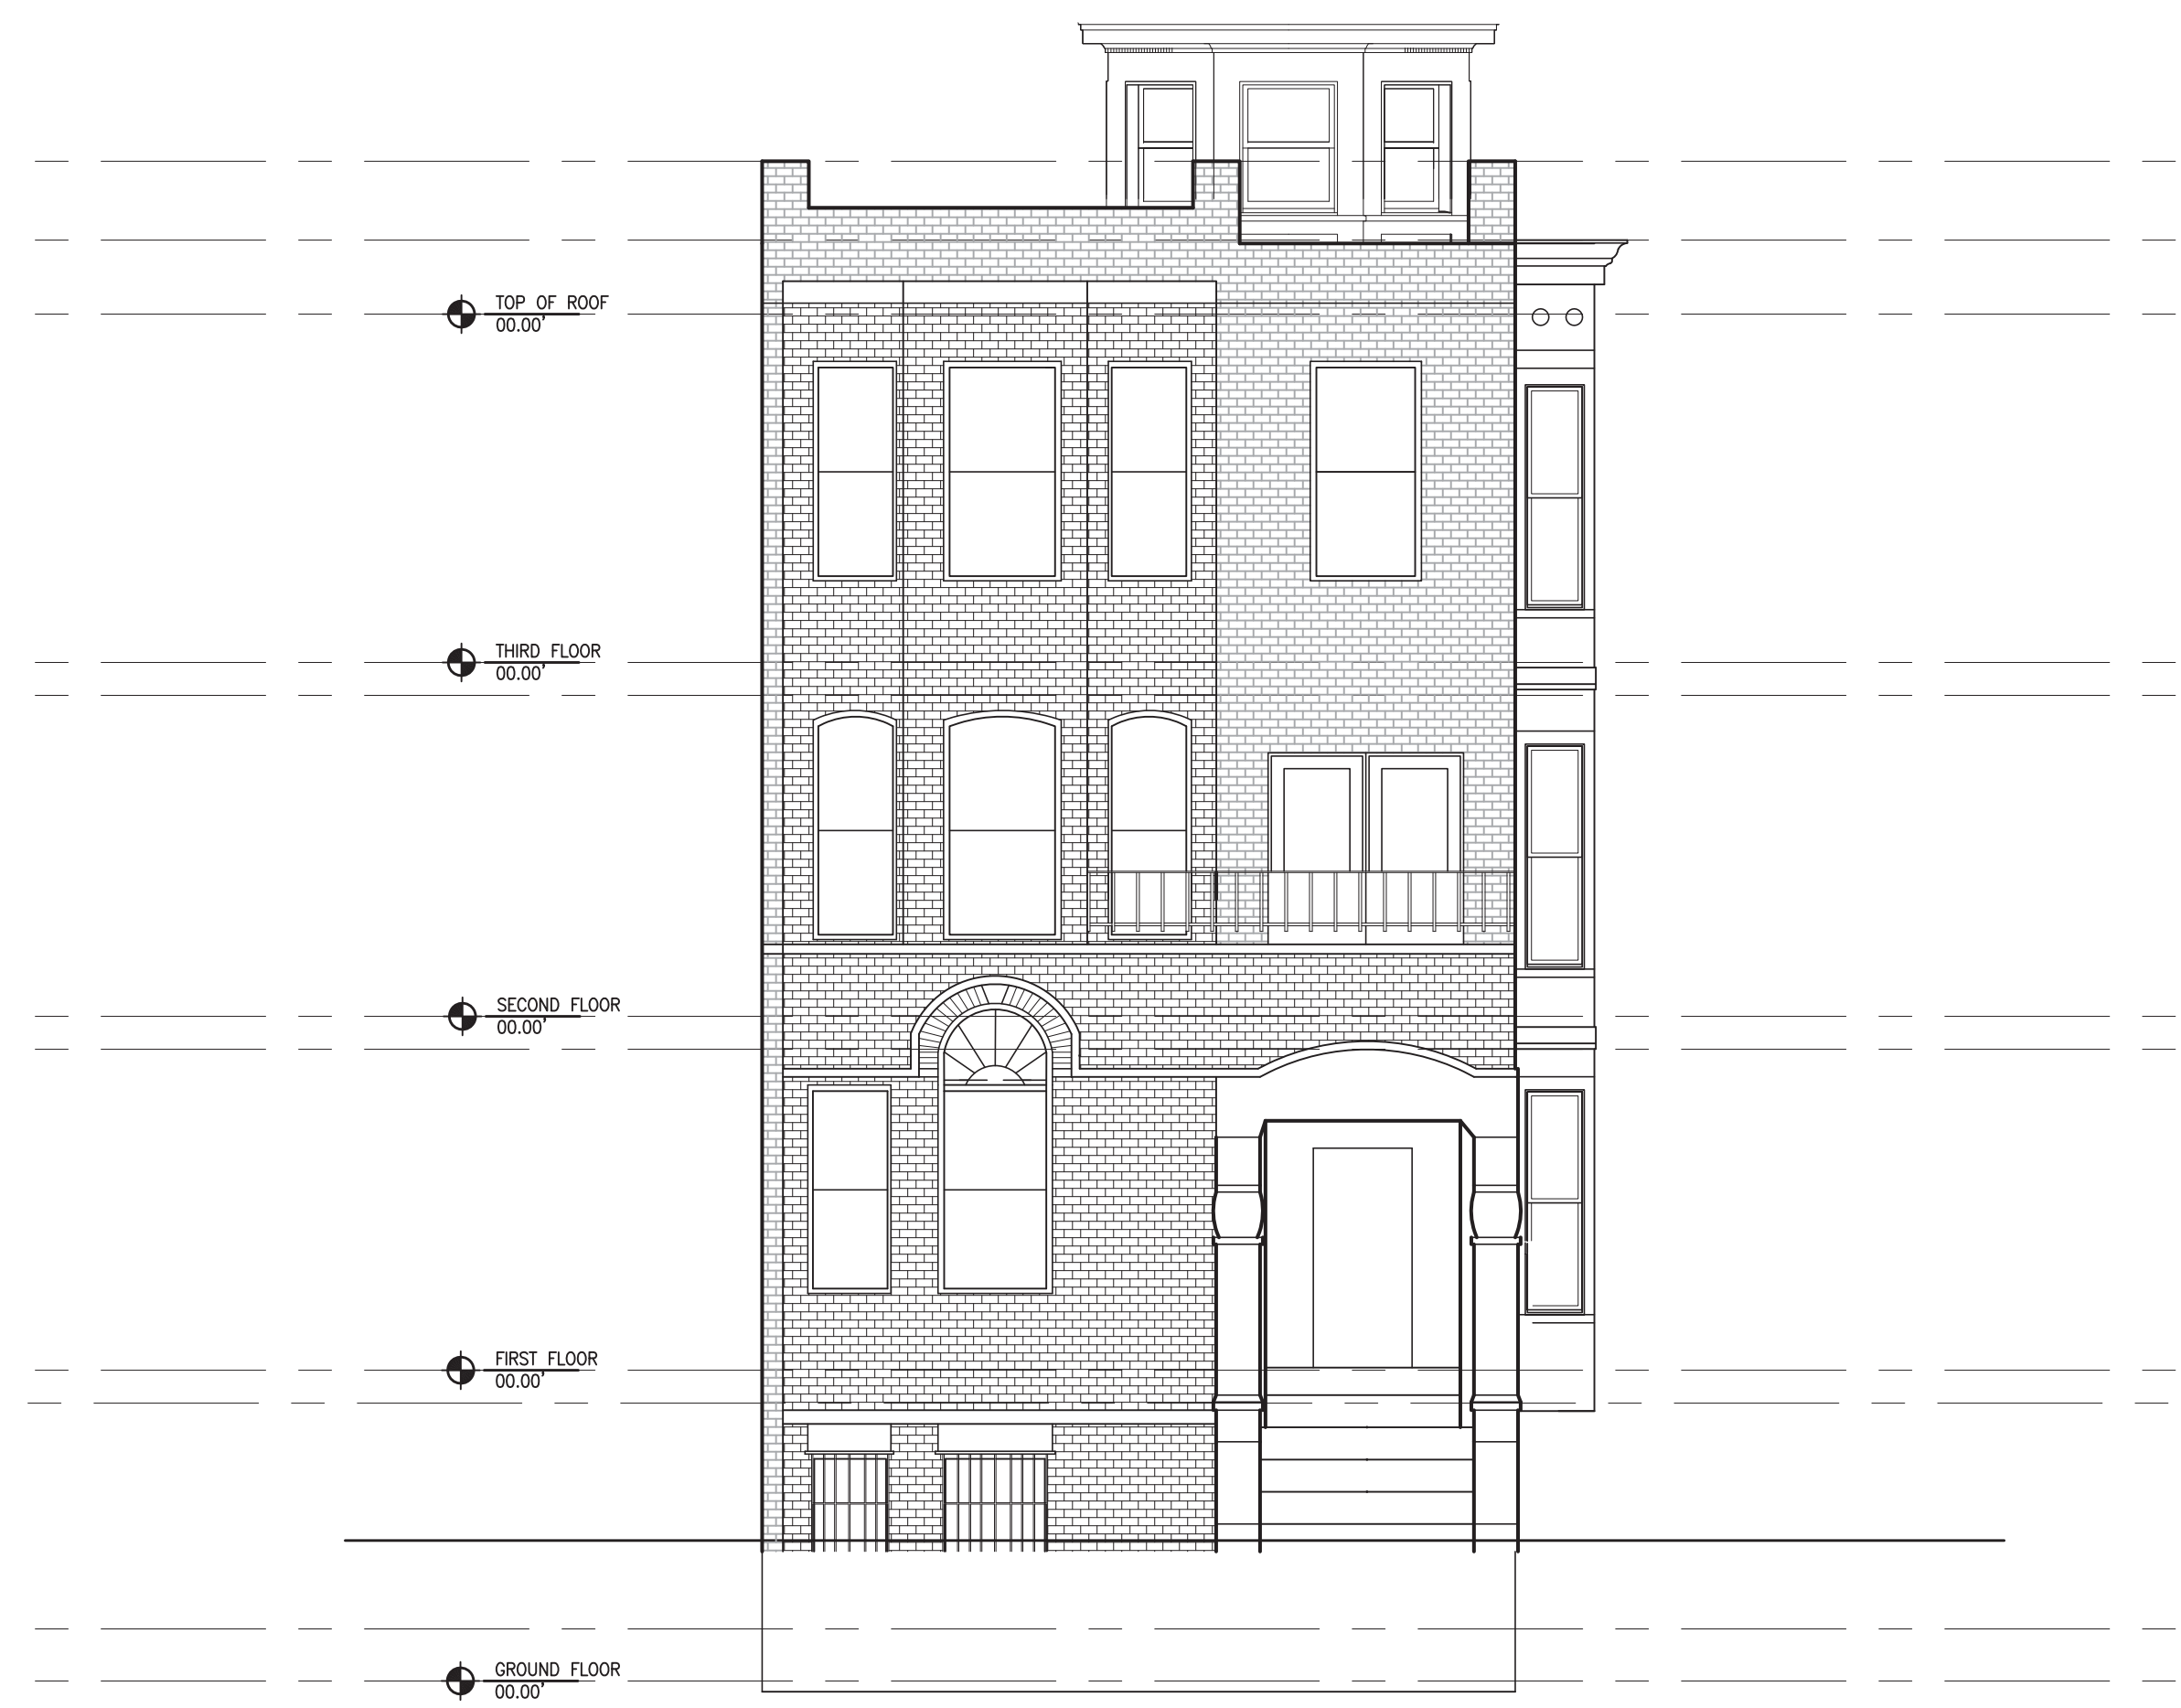 TOP OF ROOF
00.00'
THIRD FLOOR
00.00'
SECOND FLOOR
00.00'
FIRST FLOOR
00.00'
GROUND FLOOR
00.00'